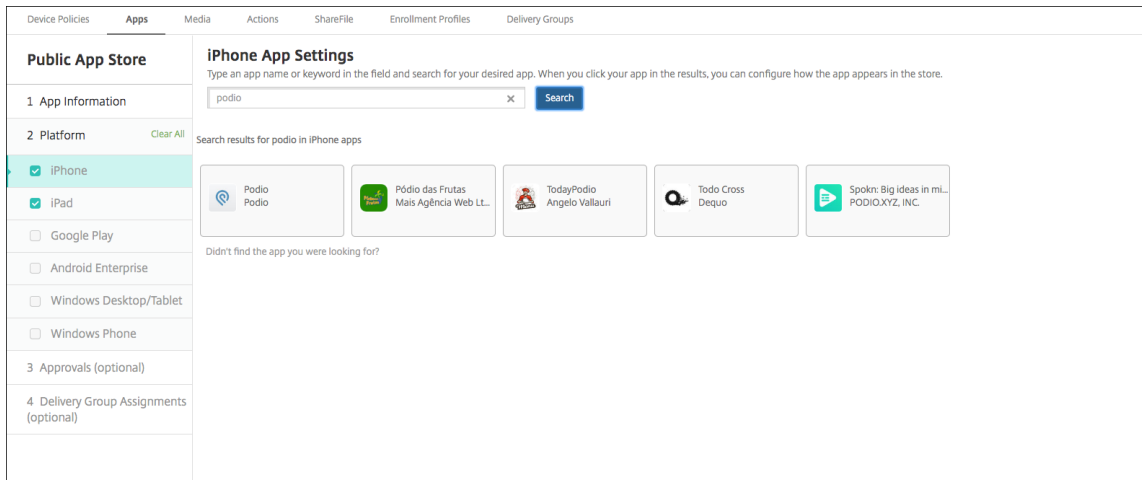 Device Policies Apps Media Actions ShareFile Enrollment Profiles Delivery Groups
Public App Store
1 App Information
2 Platform Clear All
iPhone
iPad
Google Play
Android Enterprise
Windows Desktop/Tablet
Windows Phone
3 Approvals (optional)
4 Delivery Group Assignments
(optional)
iPhone App Settings
Type an app name or keyword in the field and search for your desired app. When you click your app in the results, you can configure how the app appears in the store.
podio Search
Search results for podio in iPhone apps
Podio
Podio
Pódio das Frutas
Mais Agência Web Lt...
TodayPodio
Angelo Vallauri
Todo Cross
Dequo
Spokn: Big ideas in mi...
PODIO.XYZ, INC.
Didn't find the app you were looking for?